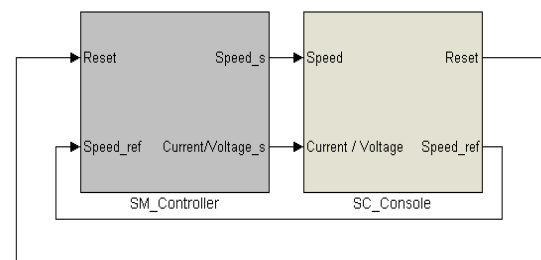 Reset Speed_s Speed Reset
Speed_ref Current/Voltage_s Current / Voltage Speed_ref
SM_Controller SC_Console